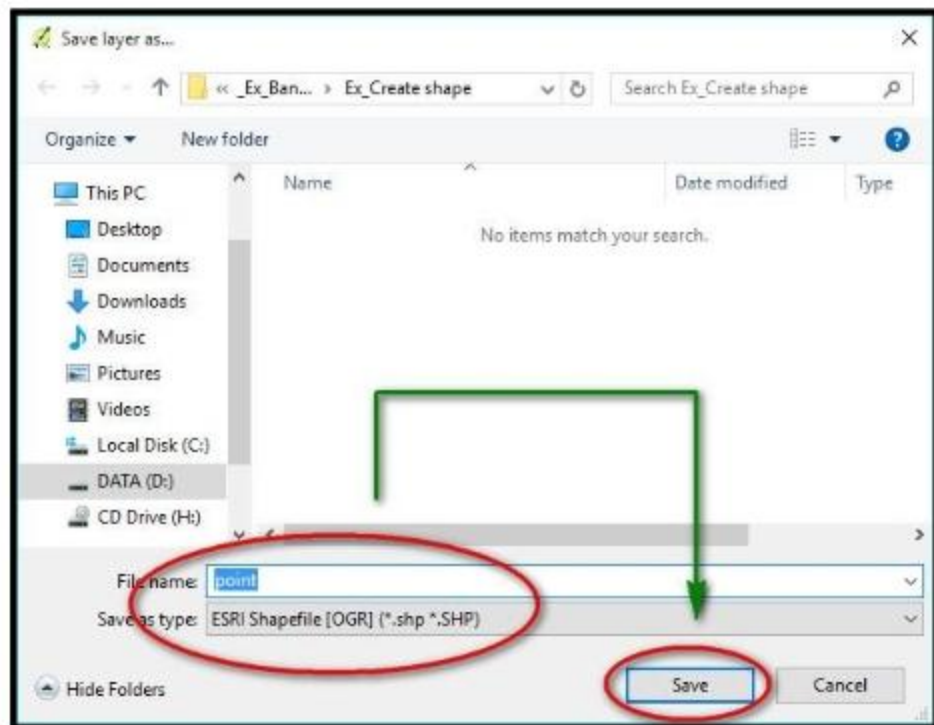 Save layer as...
« _Ex_Ban... › Ex_Create shape
Search Ex_Create shape
Organize
New folder
Name
Date modified
Type
This PC
Desktop
Documents
Downloads
Music
Pictures
Videos
Local Disk (C:)
DATA (D:)
CD Drive (H:)
No items match your search.
File name: point
Save as type: ESRI Shapefile [OGR] (*.shp *.SHP)
Hide Folders
Save
Cancel